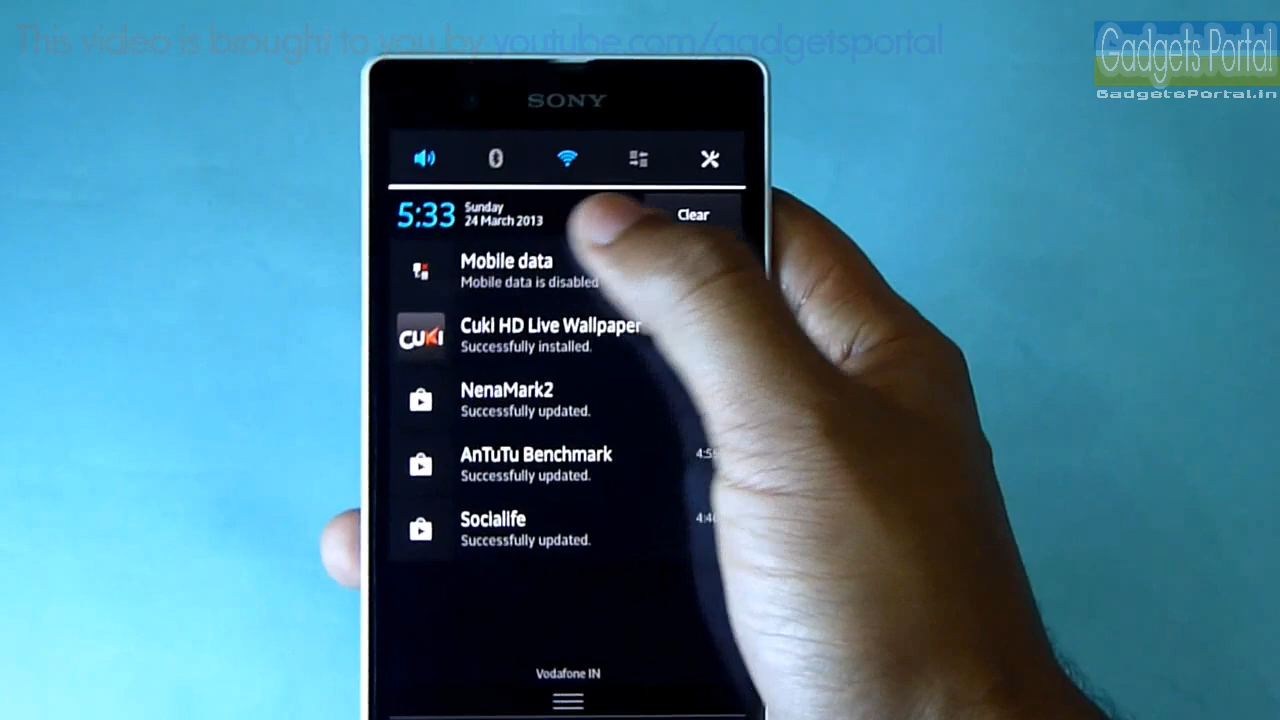 This video is brought to you by youtube.com/gadgetsportal
Gadgets Portal
GadgetsPortal.in
SONY
5:33
Sunday
24 March 2013
Clear
Mobile data
Mobile data is disabled
CUKI
Cuki HD Live Wallpaper
Successfully installed.
NenaMark2
Successfully updated.
AnTuTu Benchmark
Successfully updated.
Socialife
Successfully updated.
Vodafone IN